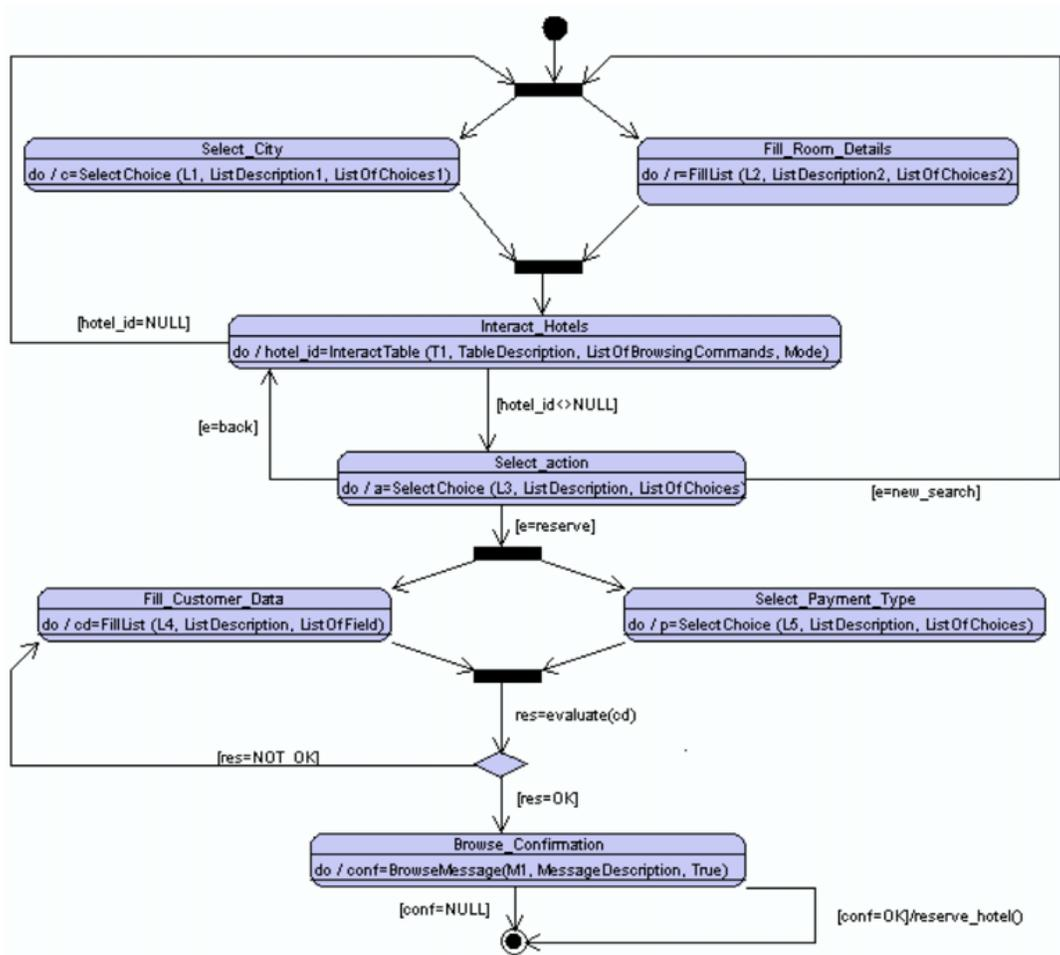 Select_City
do / c=SelectChoice (L1, ListDescription1, ListOfChoices1)
Fill_Room_Details
do / r=FillList (L2, ListDescription2, ListOfChoices2)
[hotel_id=NULL]
Interact_Hotels
do / hotel_id=InteractTable (T1, TableDescription, ListOfBrowsingCommands, Mode)
[hotel_id<>NULL]
[e=back]
Select_action
do / a=SelectChoice (L3, ListDescription, ListOfChoices)
[e=new_search]
[e=reserve]
Fill_Customer_Data
do / cd=FillList (L4, ListDescription, ListOfField)
Select_Payment_Type
do / p=SelectChoice (L5, ListDescription, ListOfChoices)
res=evaluate(cd)
[res=NOT OK]
[res=OK]
Browse_Confirmation
do / conf=BrowseMessage(M1, MessageDescription, True)
[conf=NULL]
[conf=OK]/reserve_hotel()